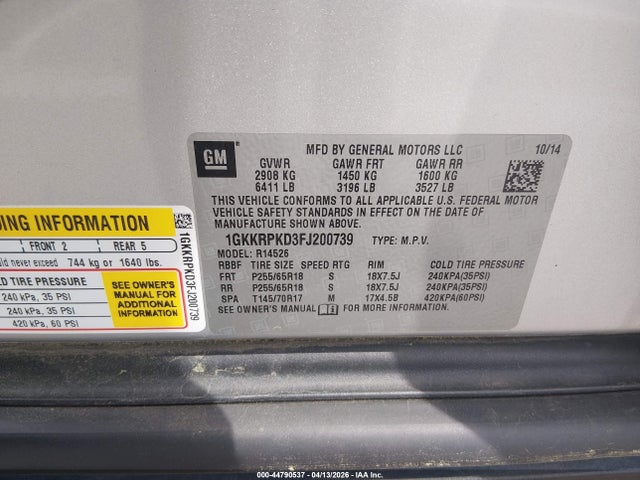 GM
MFD BY GENERAL MOTORS LLC 10/14
GVWR GAWR FRT GAWR RR
2908 KG 1450 KG 1600 KG
6411 LB 3196 LB 3527 LB
THIS VEHICLE CONFORMS TO ALL APPLICABLE U.S. FEDERAL MOTOR
VEHICLE SAFETY STANDARDS IN EFFECT ON THE DATE OF
MANUFACTURE SHOWN ABOVE.
1GKKRPKD3FJ200739 TYPE: M.P.V.
MODEL: R14526
RBBF TIRE SIZE SPEED RTG RIM COLD TIRE PRESSURE
FRT P255/65R18 S 18X7.5J 240KPA(35PSI)
RR P255/65R18 S 18X7.5J 240KPA(35PSI)
SPA T145/70R17 M 17X4.5B 420KPA(60PSI)
SEE OWNER'S MANUAL FOR MORE INFORMATION.
DING INFORMATION
FRONT 2 REAR 5
ould never exceed 744 kg or 1640 lbs.
OLD TIRE PRESSURE
240 kPa, 35 PSI
240 kPa, 35 PSI
420 kPa, 60 PSI
SEE OWNER'S
MANUAL FOR
ADDITIONAL
INFORMATION
1GKKRPKD3FJ200739
000-44790537 - 04/13/2026 - IAAI.COM